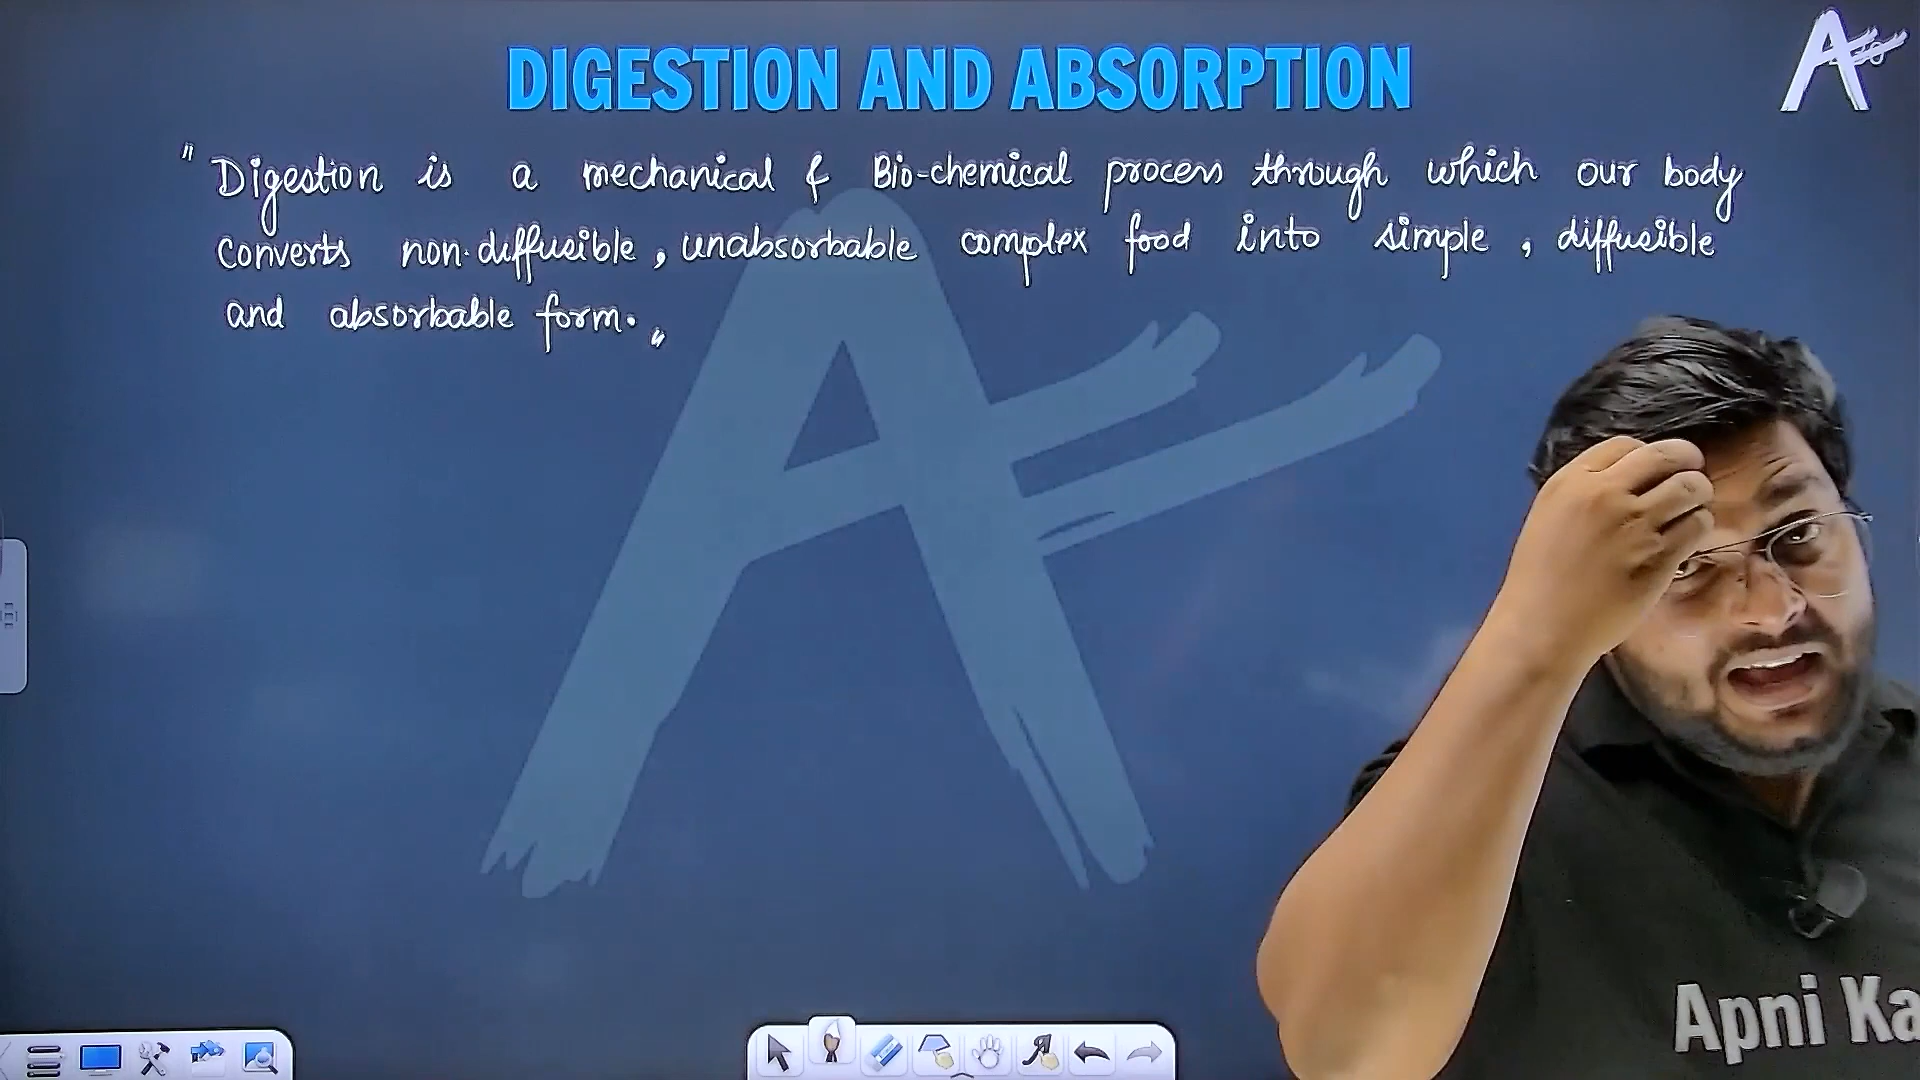 DIGESTION AND ABSORPTION
"Digestion is a mechanical & Bio-chemical process through which our body
converts non-diffusible, unabsorbable complex food into simple, diffusible
and absorbable form."
Apni Ka